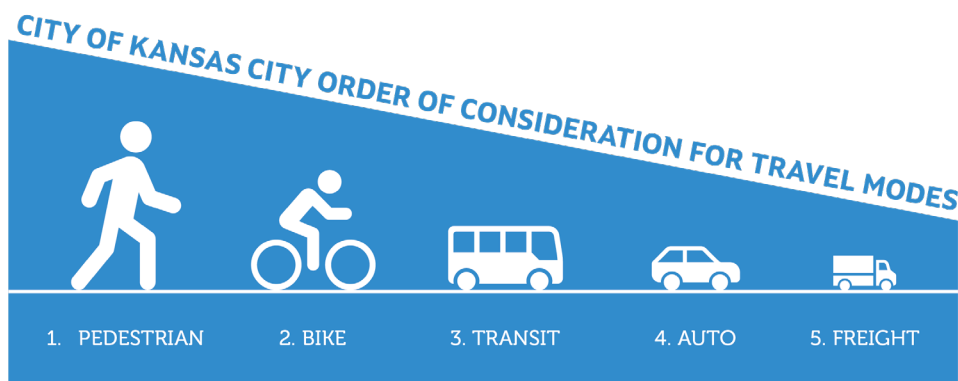 CITY OF KANSAS CITY ORDER OF CONSIDERATION FOR TRAVEL MODES
1. PEDESTRIAN
2. BIKE
3. TRANSIT
4. AUTO
5. FREIGHT